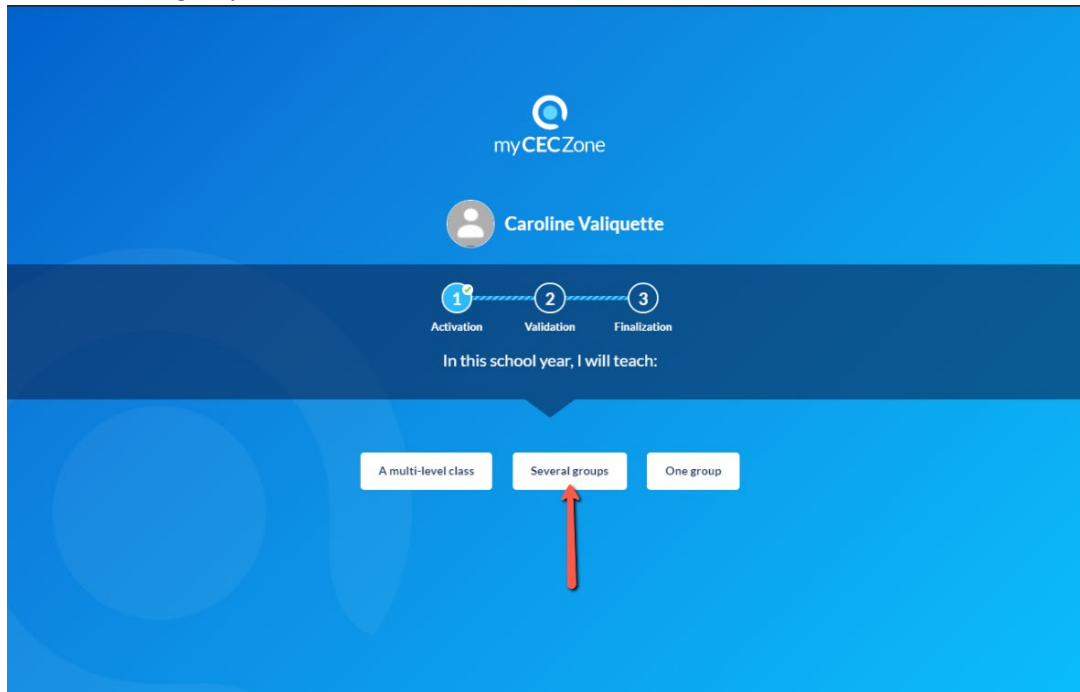 myCECZone
Caroline Valiquette
1 2 3
Activation Validation Finalization
In this school year, I will teach:
A multi-level class Several groups One group